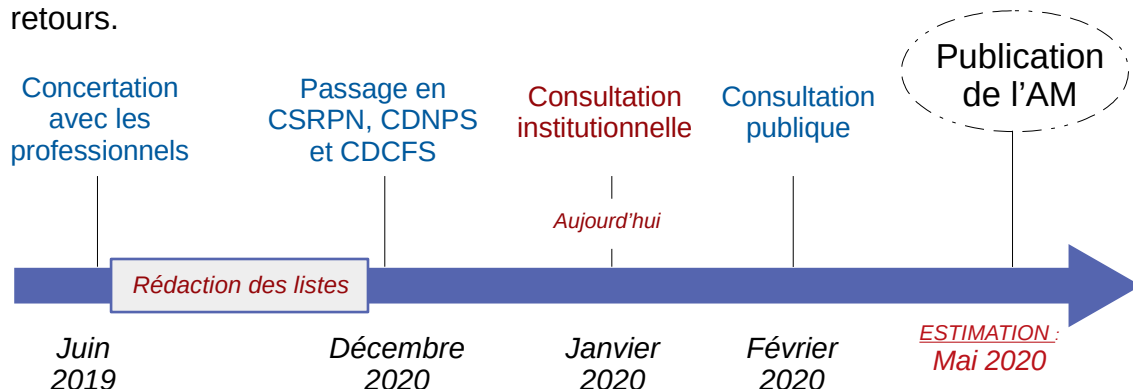 retours.
Concertation
avec les
professionnels
Passage en
CSRPN, CDNPS
et CDCFS
Consultation
institutionnelle
Consultation
publique
Publication
de l'AM
Aujourd'hui
Rédaction des listes
Juin
2019
Décembre
2020
Janvier
2020
Février
2020
ESTIMATION :
Mai 2020